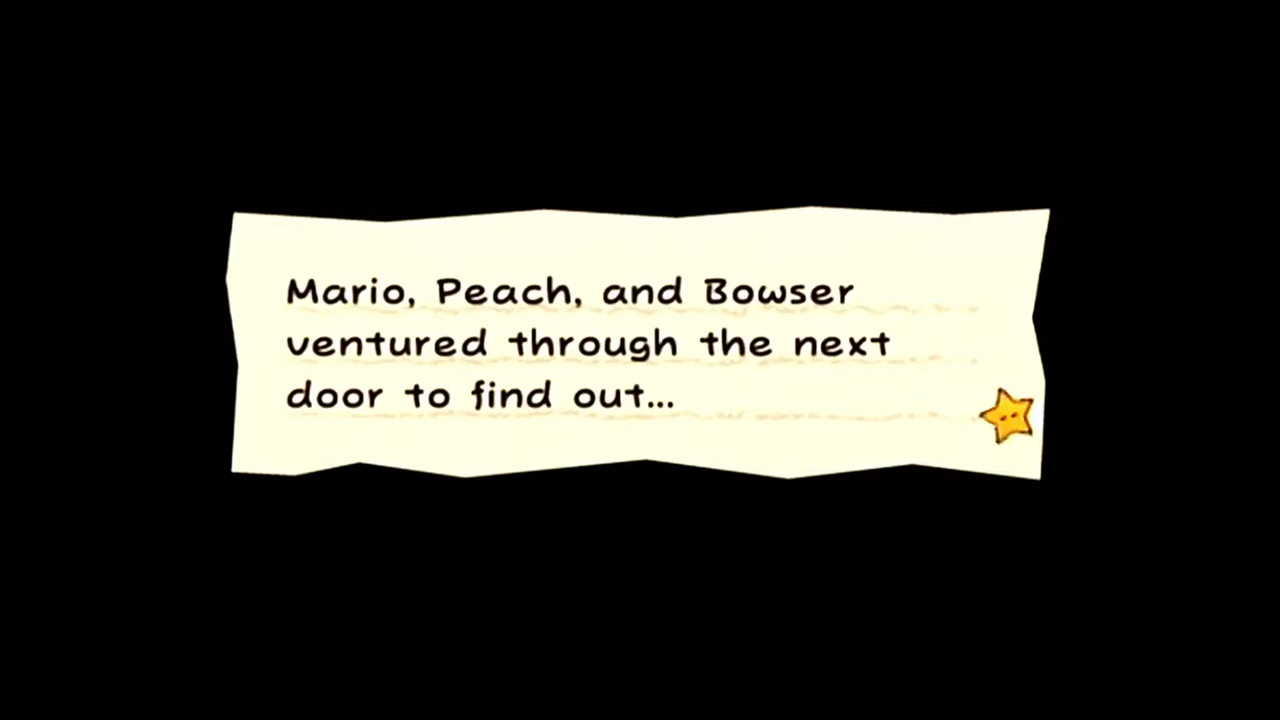 Mario, Peach, and Bowser
ventured through the next
door to find out...